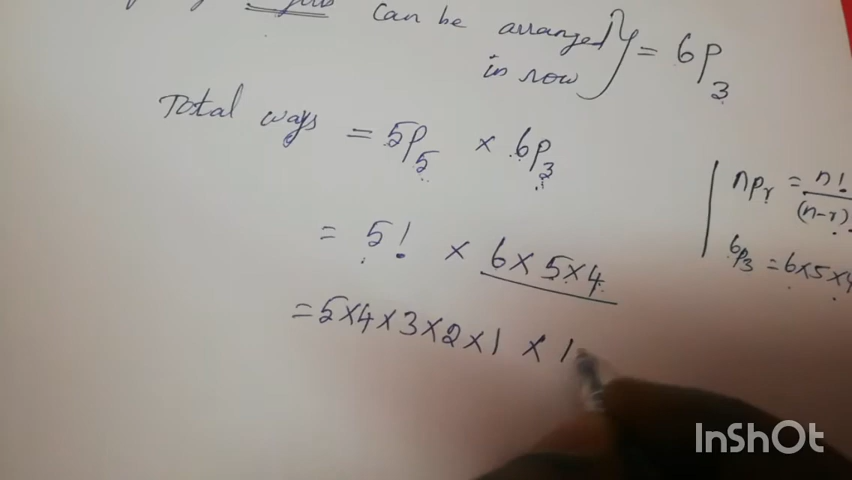 can be arranged
in row } = 6P3
Total ways = 5P5 × 6P3
= 5! × 6×5×4
= 5×4×3×2×1 × 1
nPr = n!/(n-r)
6P3 = 6×5×4
InShOt